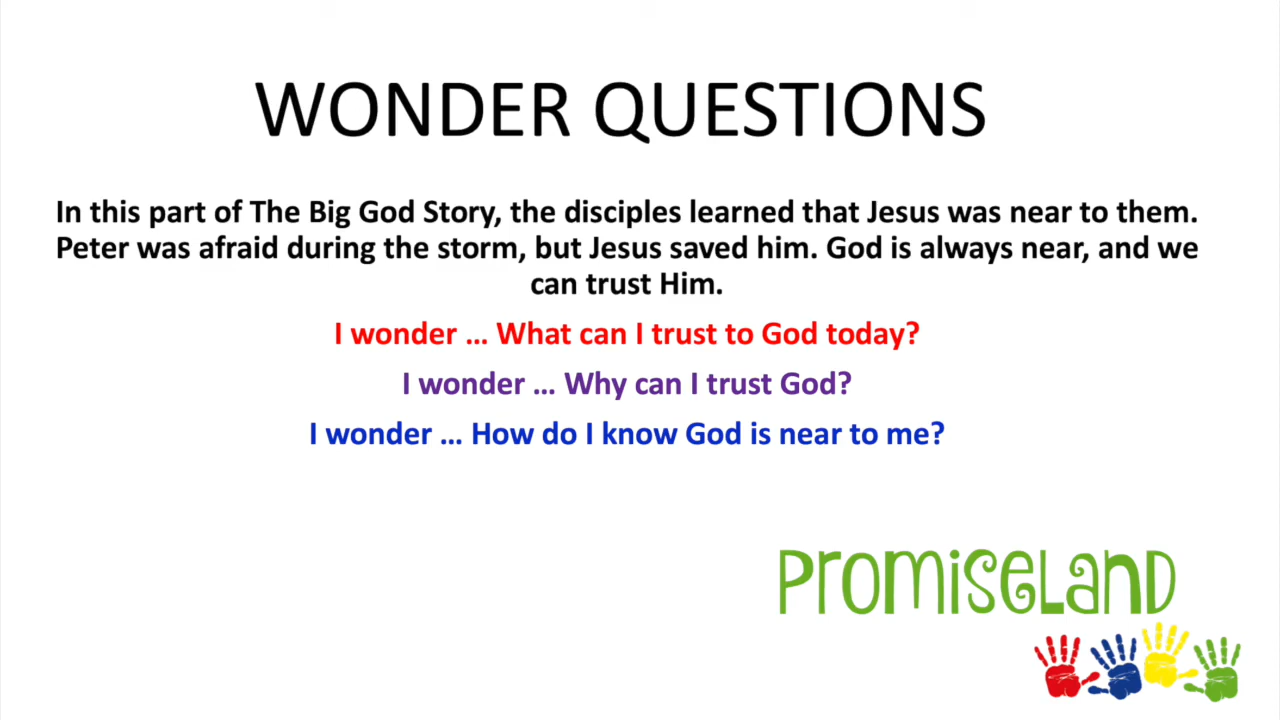 WONDER QUESTIONS
In this part of The Big God Story, the disciples learned that Jesus was near to them.
Peter was afraid during the storm, but Jesus saved him. God is always near, and we
can trust Him.
I wonder … What can I trust to God today?
I wonder … Why can I trust God?
I wonder … How do I know God is near to me?
PromiseLand